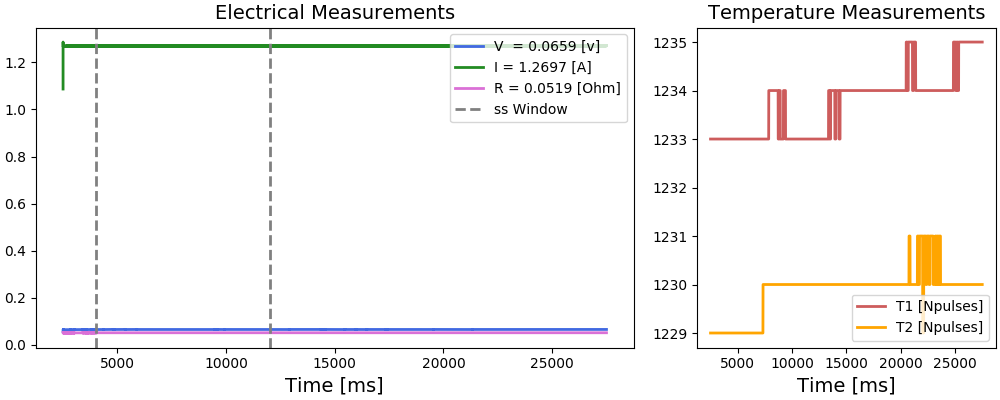 Electrical Measurements
1.2
1.0
0.8
0.6
0.4
0.2
0.0
5000 10000 15000 20000 25000
Time [ms]
V = 0.0659 [v]
I = 1.2697 [A]
R = 0.0519 [Ohm]
ss Window
Temperature Measurements
1235
1234
1233
1232
1231
1230
1229
5000 10000 15000 20000 25000
Time [ms]
T1 [Npulses]
T2 [Npulses]